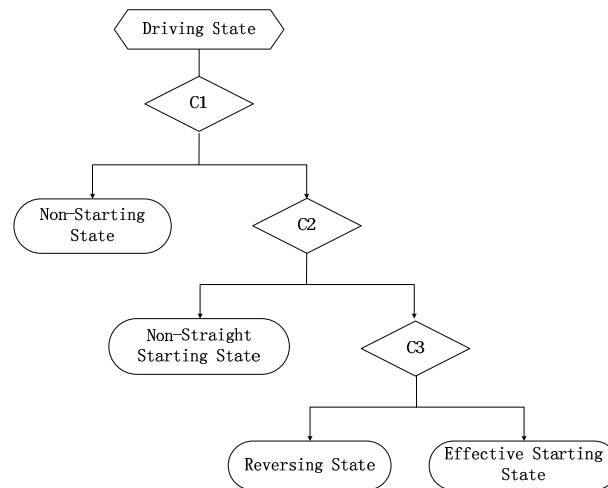 Driving State
C1
Non-Starting
State
C2
Non-Straight
Starting State
C3
Reversing State
Effective Starting
State